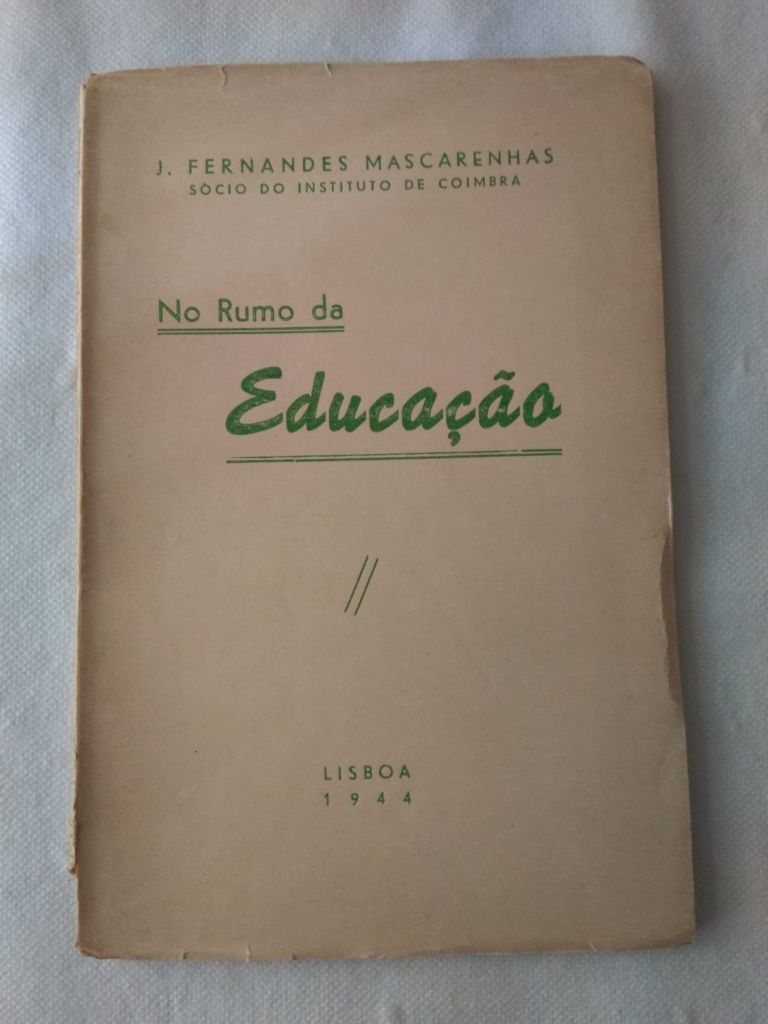 J. FERNANDES MASCARENHAS
SÓCIO DO INSTITUTO DE COIMBRA
No Rumo da
Educação
//
LISBOA
1944